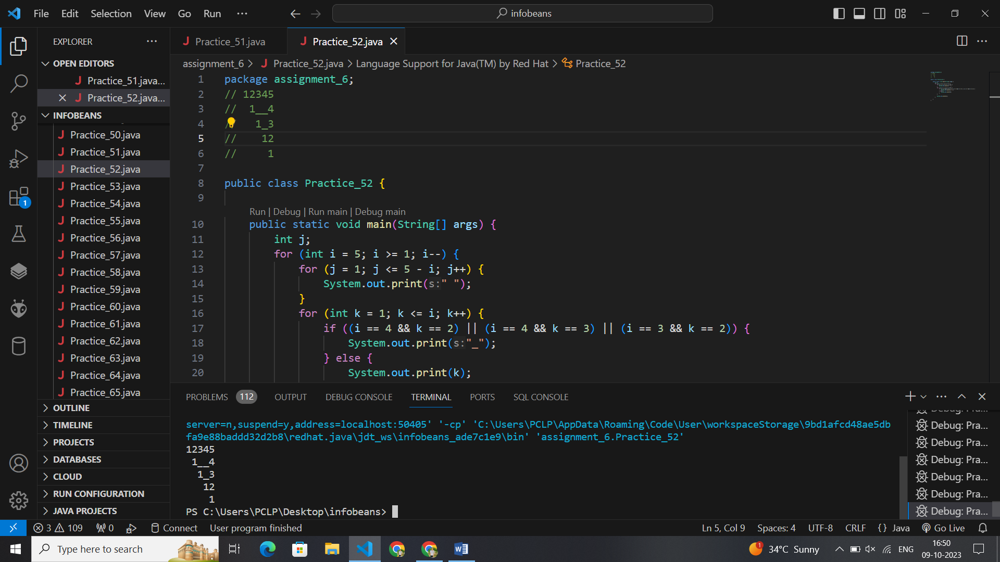 File Edit Selection View Go Run ··· infobeans
EXPLORER ···
OPEN EDITORS
Practice_51.java...
Practice_52.java...
INFOBEANS
Practice_50.java
Practice_51.java
Practice_52.java
Practice_53.java
Practice_54.java
Practice_55.java
Practice_56.java
Practice_57.java
Practice_58.java
Practice_59.java
Practice_60.java
Practice_61.java
Practice_62.java
Practice_63.java
Practice_64.java
Practice_65.java
OUTLINE
TIMELINE
PROJECTS
DATABASES
CLOUD
RUN CONFIGURATION
JAVA PROJECTS
1
Practice_51.java Practice_52.java
assignment_6 > Practice_52.java > Language Support for Java(TM) by Red Hat > Practice_52
1 package assignment_6;
2 // 12345
3 //  1__4
4 /   1_3
5 //    12
6 //     1
7
8 public class Practice_52 {
9
Run | Debug | Run main | Debug main
10 public static void main(String[] args) {
11 int j;
12 for (int i = 5; i >= 1; i--) {
13 for (j = 1; j <= 5 - i; j++) {
14 System.out.print(s:" ");
15 }
16 for (int k = 1; k <= i; k++) {
17 if ((i == 4 && k == 2) || (i == 4 && k == 3) || (i == 3 && k == 2)) {
18 System.out.print(s:"_");
19 } else {
20 System.out.print(k);
PROBLEMS 112 OUTPUT DEBUG CONSOLE TERMINAL PORTS SQL CONSOLE
server=n,suspend=y,address=localhost:50405' '-cp' 'C:\Users\PCLP\AppData\Roaming\Code\User\workspaceStorage\9bd1afcd48ae5db
fa9e88baddd32d2b8\redhat.java\jdt_ws\infobeans_ade7c1e9\bin' 'assignment_6.Practice_52'
12345
 1__4
  1_3
   12
    1
PS C:\Users\PCLP\Desktop\infobeans>
Debug: Pra...
Debug: Pra...
Debug: Pra...
Debug: Pra...
Debug: Pra...
Debug: Pra...
3 109 0 Connect User program finished Ln 5, Col 9 Spaces: 4 UTF-8 CRLF {} Java Go Live
Type here to search 1 34°C Sunny ENG 16:50
09-10-2023